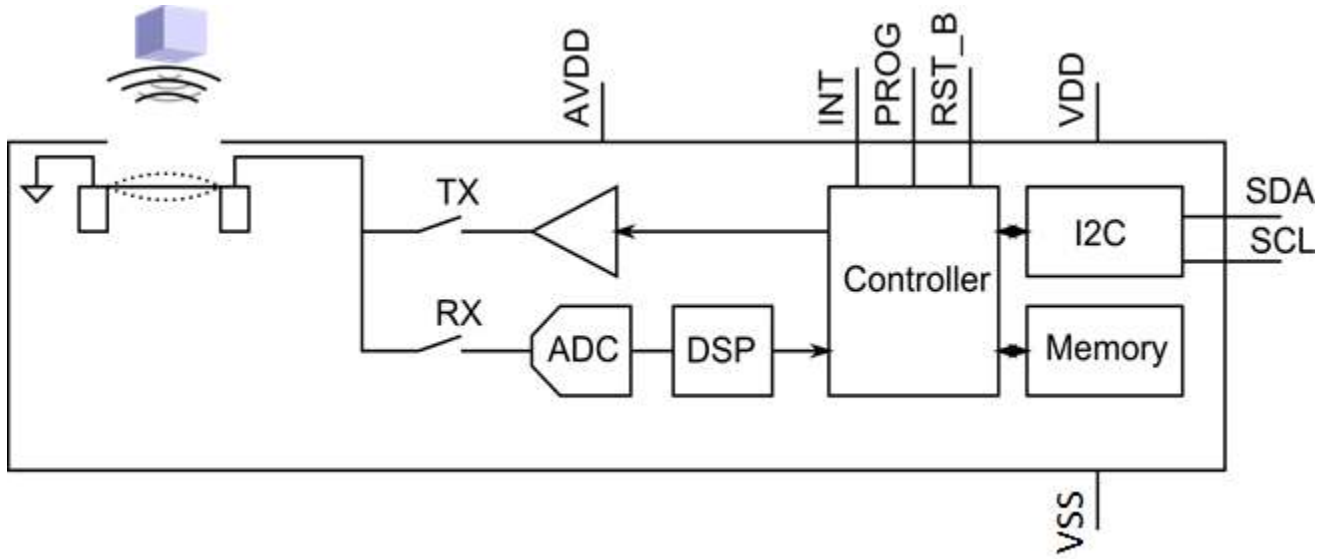 AVDD
INT
PROG
RST_B
VDD
TX
SDA
I2C
SCL
Controller
RX
ADC
DSP
Memory
VSS